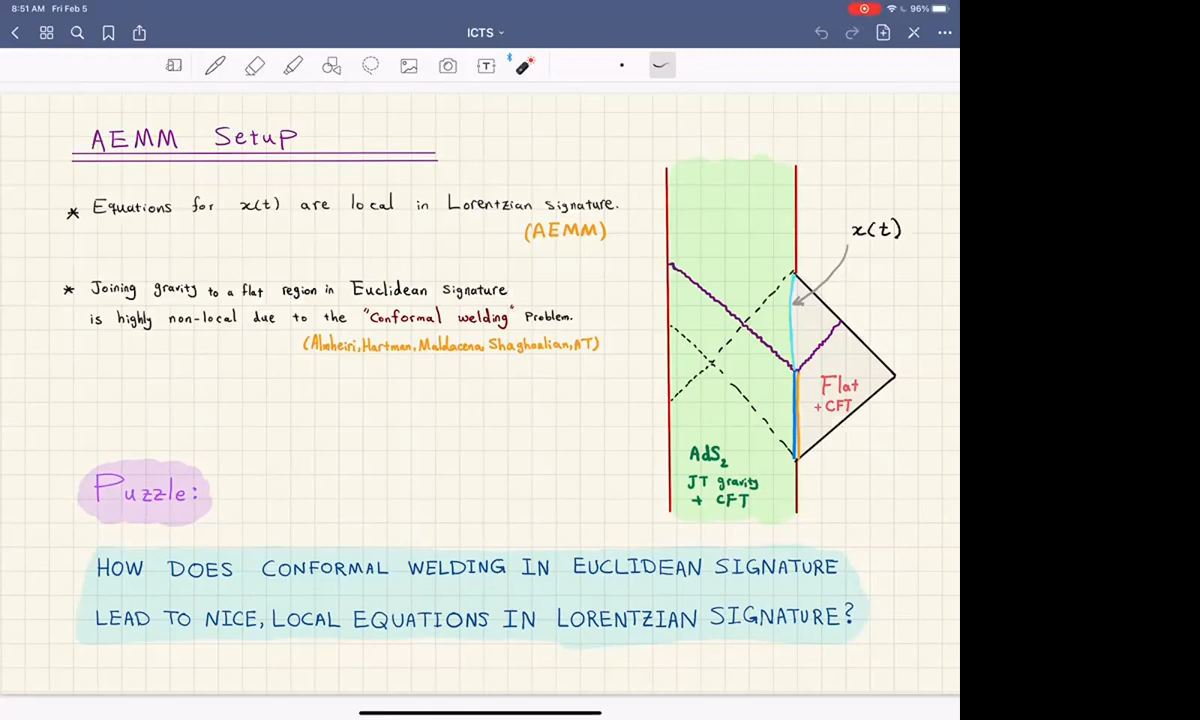 8:51 AM Fri Feb 5
96%
ICTS
AEMM Setup
* Equations for x(t) are local in Lorentzian signature.
(AEMM)
* Joining gravity to a flat region in Euclidean signature
is highly non-local due to the "Conformal welding" Problem.
(Almheiri, Hartman, Maldacena, Shaghoulian, AT)
x(t)
Flat
+ CFT
AdS2
JT gravity
+ CFT
Puzzle:
HOW DOES CONFORMAL WELDING IN EUCLIDEAN SIGNATURE
LEAD TO NICE, LOCAL EQUATIONS IN LORENTZIAN SIGNATURE?